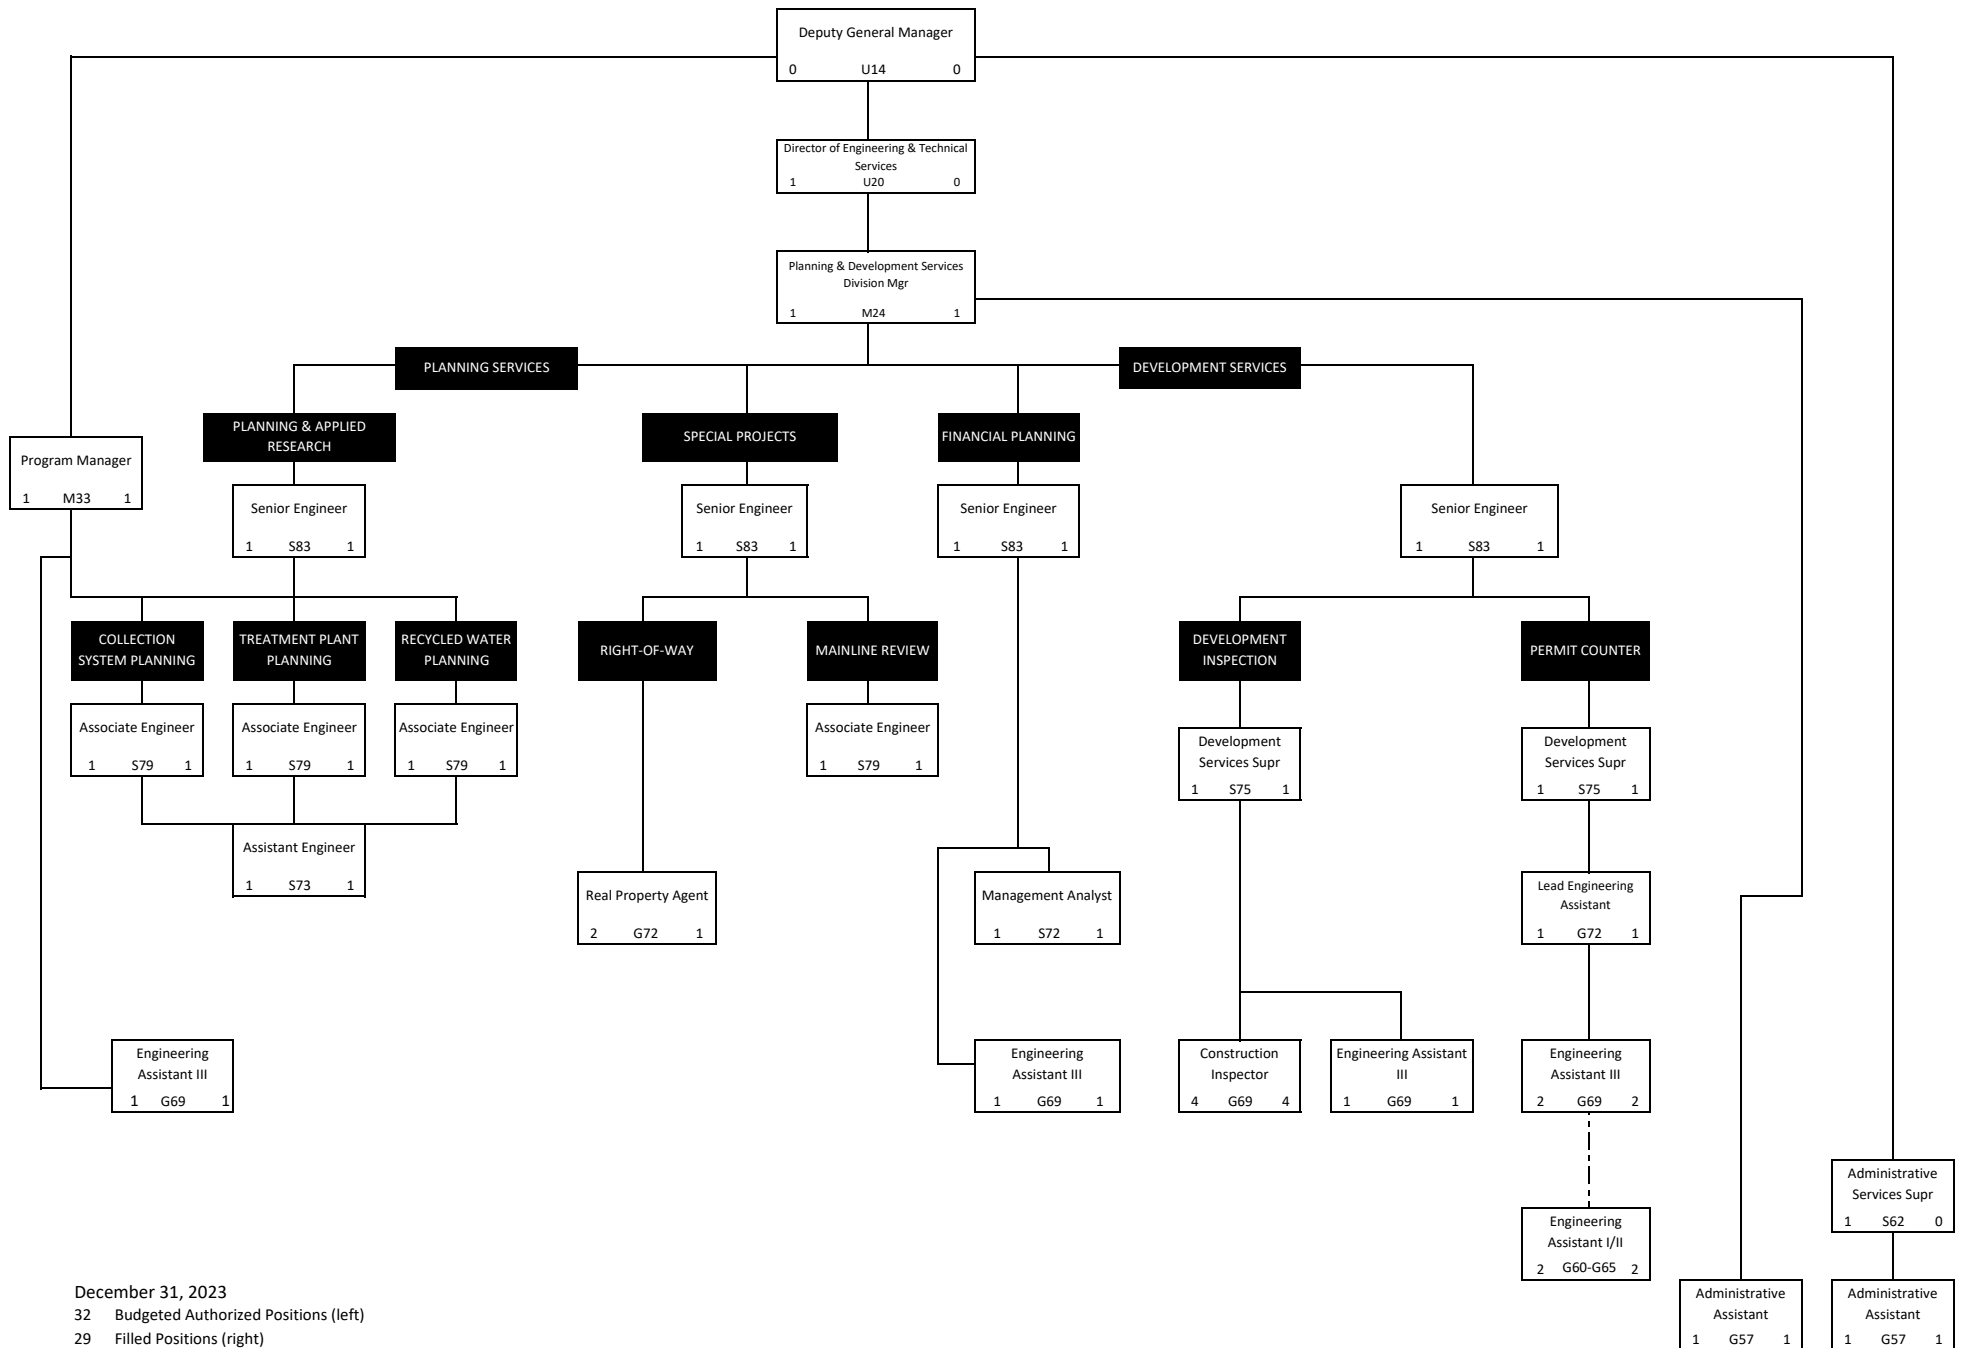 Deputy General Manager
0 U14 0
Director of Engineering & Technical
Services
1 U20 0
Planning & Development Services
Division Mgr
1 M24 1
PLANNING SERVICES
DEVELOPMENT SERVICES
PLANNING & APPLIED
RESEARCH
SPECIAL PROJECTS
FINANCIAL PLANNING
Program Manager
1 M33 1
Senior Engineer
1 S83 1
Senior Engineer
1 S83 1
Senior Engineer
1 S83 1
Senior Engineer
1 S83 1
COLLECTION
SYSTEM PLANNING
TREATMENT PLANT
PLANNING
RECYCLED WATER
PLANNING
RIGHT-OF-WAY
MAINLINE REVIEW
DEVELOPMENT
INSPECTION
PERMIT COUNTER
Associate Engineer
1 S79 1
Associate Engineer
1 S79 1
Associate Engineer
1 S79 1
Associate Engineer
1 S79 1
Development
Services Supr
1 S75 1
Development
Services Supr
1 S75 1
Assistant Engineer
1 S73 1
Real Property Agent
2 G72 1
Management Analyst
1 S72 1
Lead Engineering
Assistant
1 G72 1
Engineering
Assistant III
1 G69 1
Engineering
Assistant III
1 G69 1
Construction
Inspector
4 G69 4
Engineering Assistant
III
1 G69 1
Engineering
Assistant III
2 G69 2
Administrative
Services Supr
1 S62 0
Engineering
Assistant I/II
2 G60-G65 2
Administrative
Assistant
1 G57 1
Administrative
Assistant
1 G57 1
December 31, 2023
32 Budgeted Authorized Positions (left)
29 Filled Positions (right)